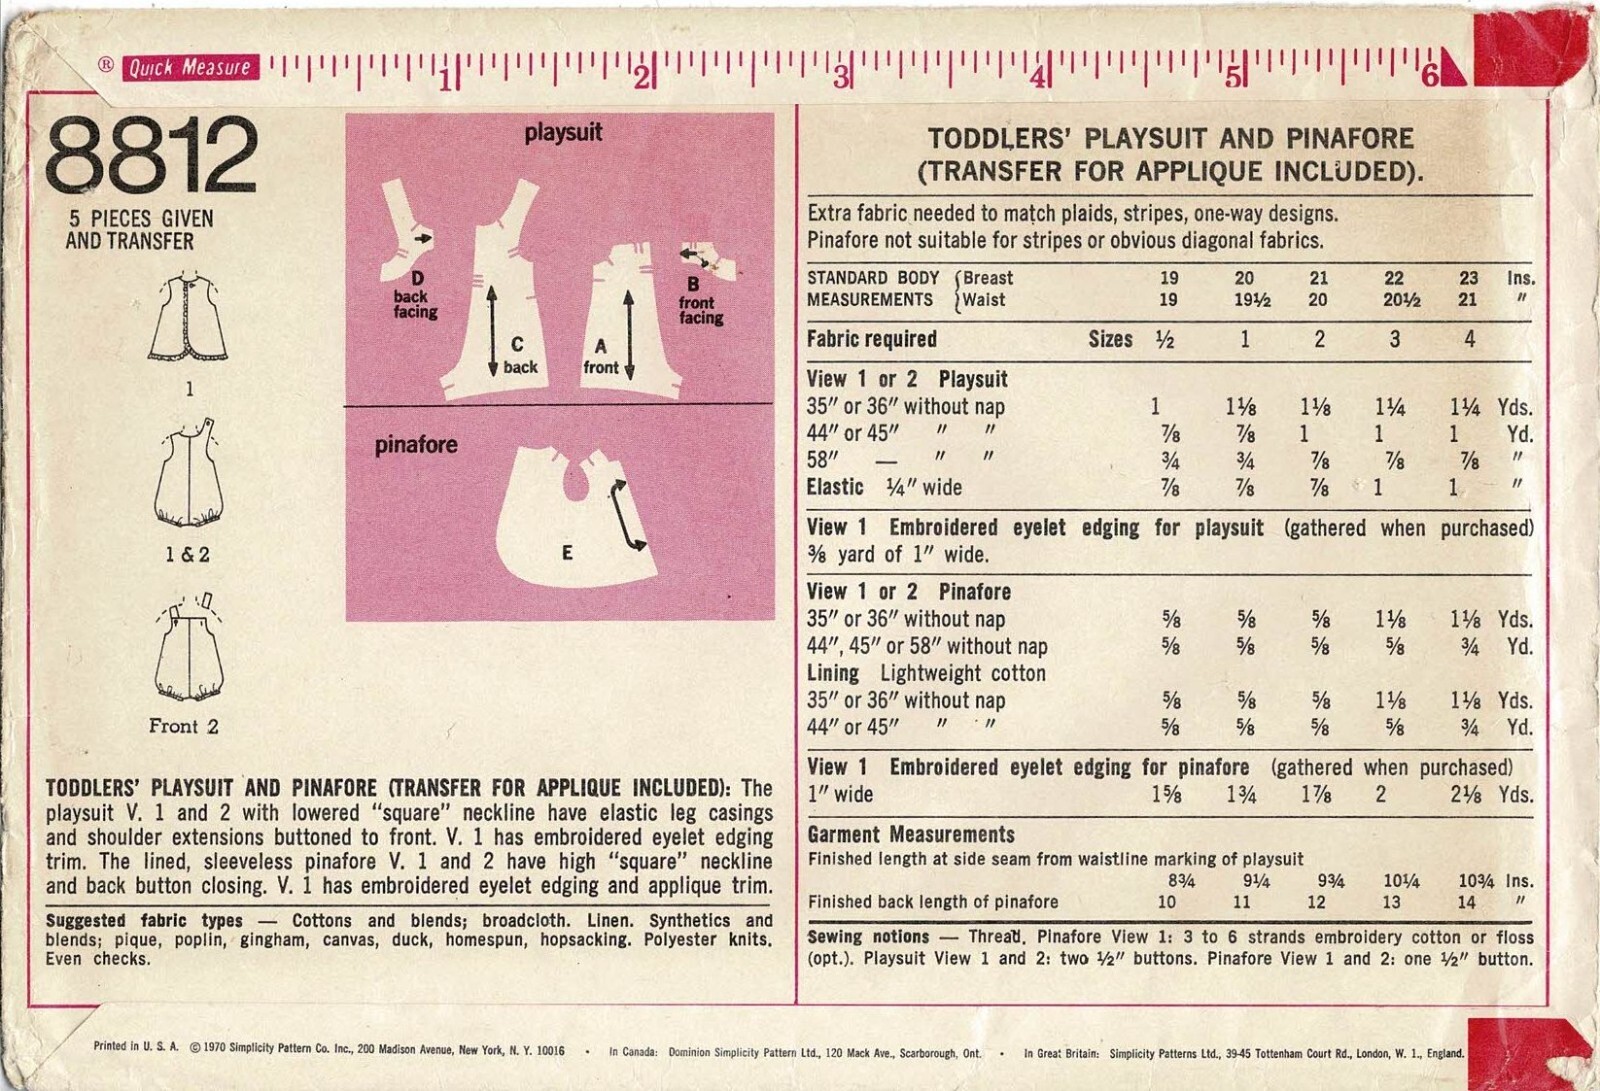 ® Quick Measure 1 2 3 4 5 6
8812
5 PIECES GIVEN
AND TRANSFER
1
1 & 2
Front 2
playsuit
D
back
facing
C
back
A
front
B
front
facing
pinafore
E
TODDLERS' PLAYSUIT AND PINAFORE (TRANSFER FOR APPLIQUE INCLUDED): The
playsuit V. 1 and 2 with lowered "square" neckline have elastic leg casings
and shoulder extensions buttoned to front. V. 1 has embroidered eyelet edging
trim. The lined, sleeveless pinafore V. 1 and 2 have high "square" neckline
and back button closing. V. 1 has embroidered eyelet edging and applique trim.
Suggested fabric types — Cottons and blends; broadcloth. Linen. Synthetics and
blends; pique, poplin, gingham, canvas, duck, homespun, hopsacking. Polyester knits.
Even checks.
TODDLERS' PLAYSUIT AND PINAFORE
(TRANSFER FOR APPLIQUE INCLUDED).
Extra fabric needed to match plaids, stripes, one-way designs.
Pinafore not suitable for stripes or obvious diagonal fabrics.
STANDARD BODY { Breast 19 20 21 22 23 Ins.
MEASUREMENTS { Waist 19 19½ 20 20½ 21 "
Fabric required Sizes ½ 1 2 3 4
View 1 or 2 Playsuit
35" or 36" without nap 1 1⅛ 1⅛ 1¼ 1¼ Yds.
44" or 45" " " ⅞ ⅞ 1 1 1 Yd.
58" — " " ¾ ¾ ⅞ ⅞ ⅞ "
Elastic ¼" wide ⅞ ⅞ ⅞ 1 1 "
View 1 Embroidered eyelet edging for playsuit (gathered when purchased)
⅜ yard of 1" wide.
View 1 or 2 Pinafore
35" or 36" without nap ⅝ ⅝ ⅝ 1⅛ 1⅛ Yds.
44", 45" or 58" without nap ⅝ ⅝ ⅝ ⅝ ¾ Yd.
Lining Lightweight cotton
35" or 36" without nap ⅝ ⅝ ⅝ 1⅛ 1⅛ Yds.
44" or 45" " " ⅝ ⅝ ⅝ ⅝ ¾ Yd.
View 1 Embroidered eyelet edging for pinafore (gathered when purchased)
1" wide 1⅝ 1¾ 1⅞ 2 2⅛ Yds.
Garment Measurements
Finished length at side seam from waistline marking of playsuit
8¾ 9¼ 9¾ 10¼ 10¾ Ins.
Finished back length of pinafore 10 11 12 13 14 "
Sewing notions — Thread. Pinafore View 1: 3 to 6 strands embroidery cotton or floss
(opt.). Playsuit View 1 and 2: two ½" buttons. Pinafore View 1 and 2: one ½" button.
Printed in U. S. A. © 1970 Simplicity Pattern Co. Inc., 200 Madison Avenue, New York, N. Y. 10016 • In Canada: Dominion Simplicity Pattern Ltd., 120 Mack Ave., Scarborough, Ont. • In Great Britain: Simplicity Patterns Ltd., 39-45 Tottenham Court Rd., London, W. 1., England.